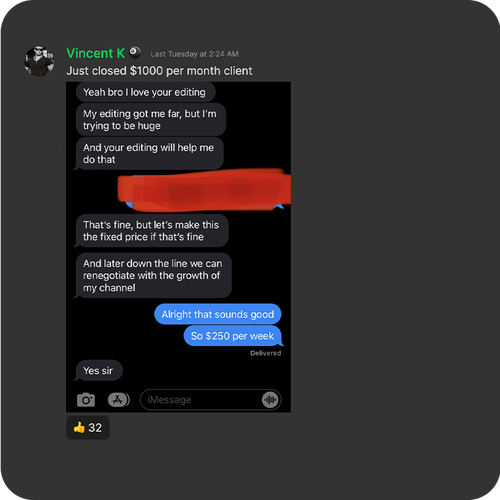 Vincent K Last Tuesday at 2:24 AM
Just closed $1000 per month client
Yeah bro I love your editing
My editing got me far, but I'm
trying to be huge
And your editing will help me
do that
That's fine, but let's make this
the fixed price if that's fine
And later down the line we can
renegotiate with the growth of
my channel
Alright that sounds good
So $250 per week
Delivered
Yes sir
iMessage
👍 32